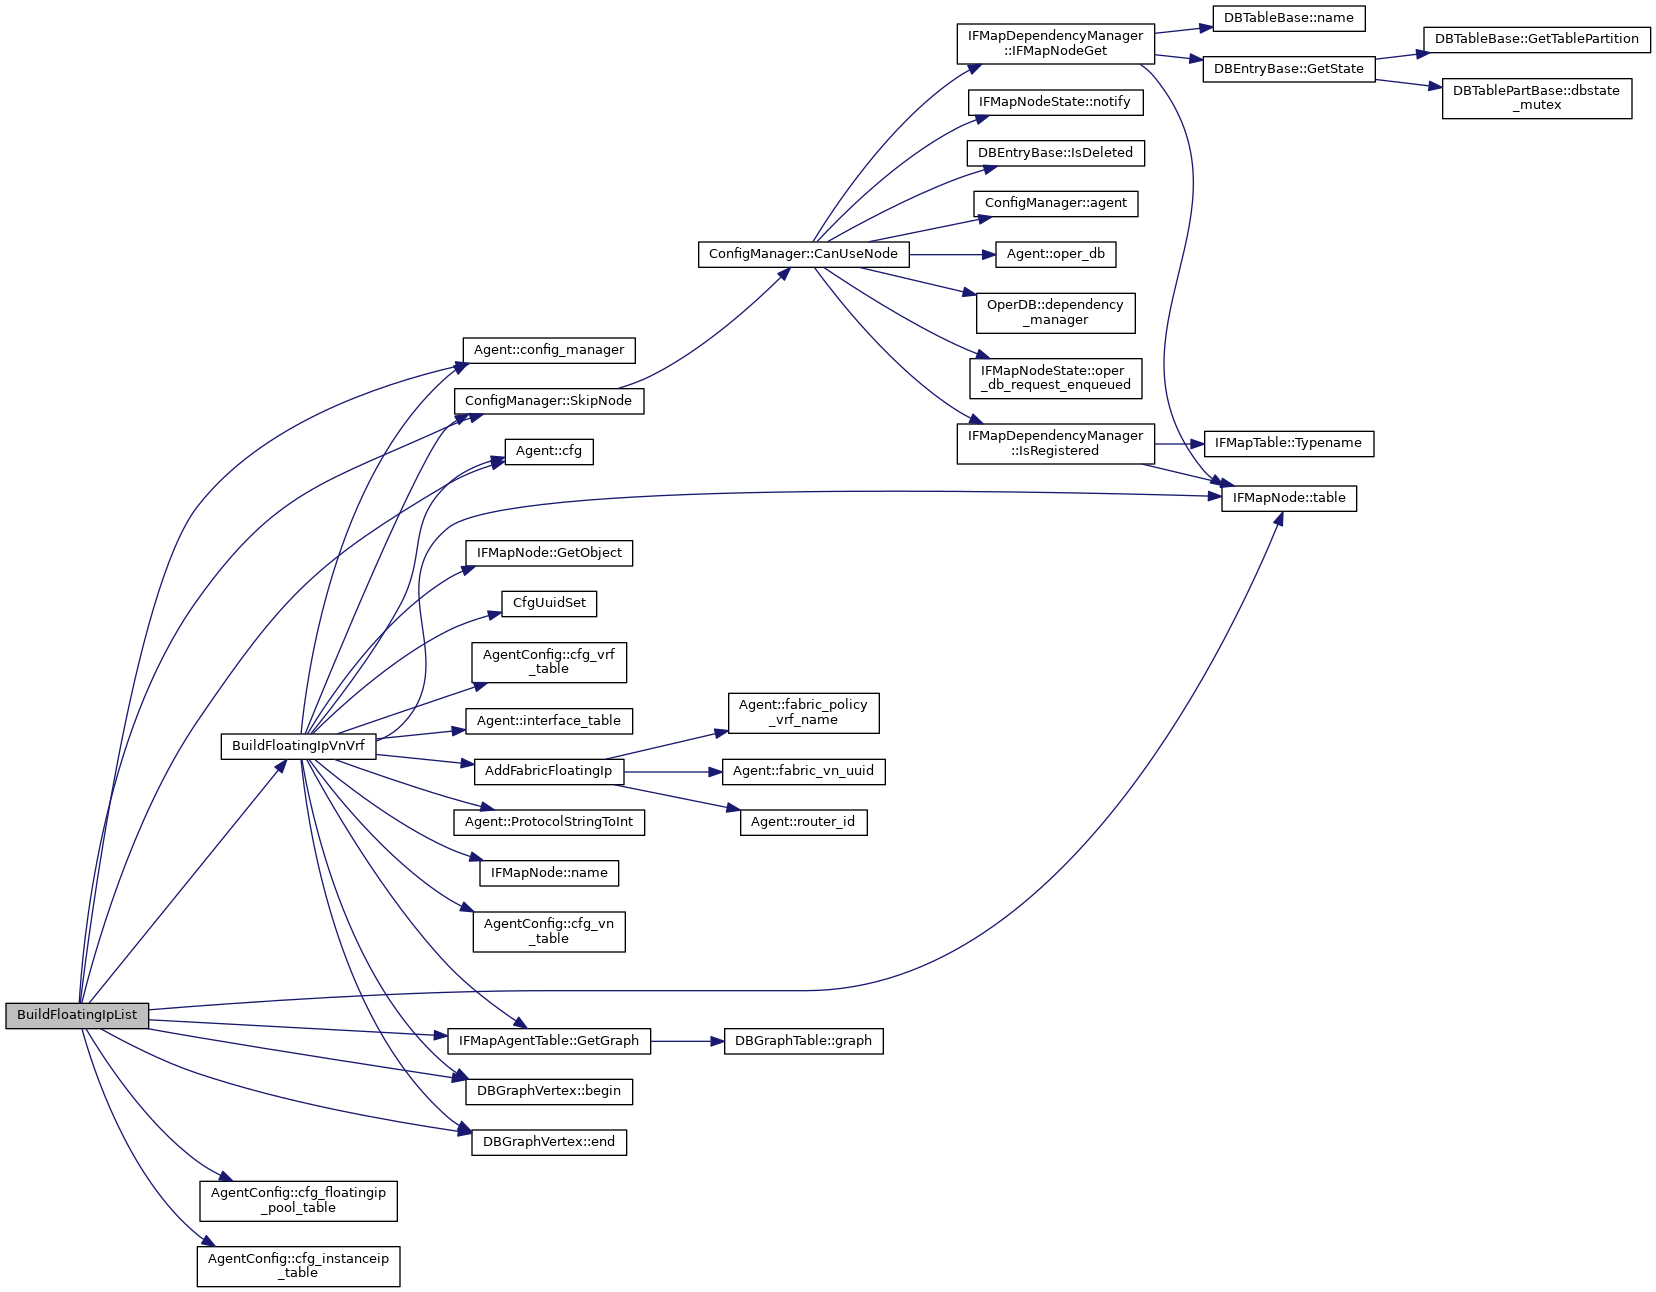 DBTableBase::name
IFMapDependencyManager
::IFMapNodeGet
DBTableBase::GetTablePartition
DBEntryBase::GetState
DBTablePartBase::dbstate
_mutex
IFMapNodeState::notify
DBEntryBase::IsDeleted
ConfigManager::agent
ConfigManager::CanUseNode
Agent::oper_db
OperDB::dependency
_manager
Agent::config_manager
IFMapNodeState::oper
_db_request_enqueued
ConfigManager::SkipNode
IFMapDependencyManager
::IsRegistered
IFMapTable::Typename
Agent::cfg
IFMapNode::table
IFMapNode::GetObject
CfgUuidSet
AgentConfig::cfg_vrf
_table
Agent::fabric_policy
_vrf_name
Agent::interface_table
BuildFloatingIpVnVrf
AddFabricFloatingIp
Agent::fabric_vn_uuid
Agent::ProtocolStringToInt
Agent::router_id
IFMapNode::name
AgentConfig::cfg_vn
_table
BuildFloatingIpList
IFMapAgentTable::GetGraph
DBGraphTable::graph
DBGraphVertex::begin
DBGraphVertex::end
AgentConfig::cfg_floatingip
_pool_table
AgentConfig::cfg_instanceip
_table